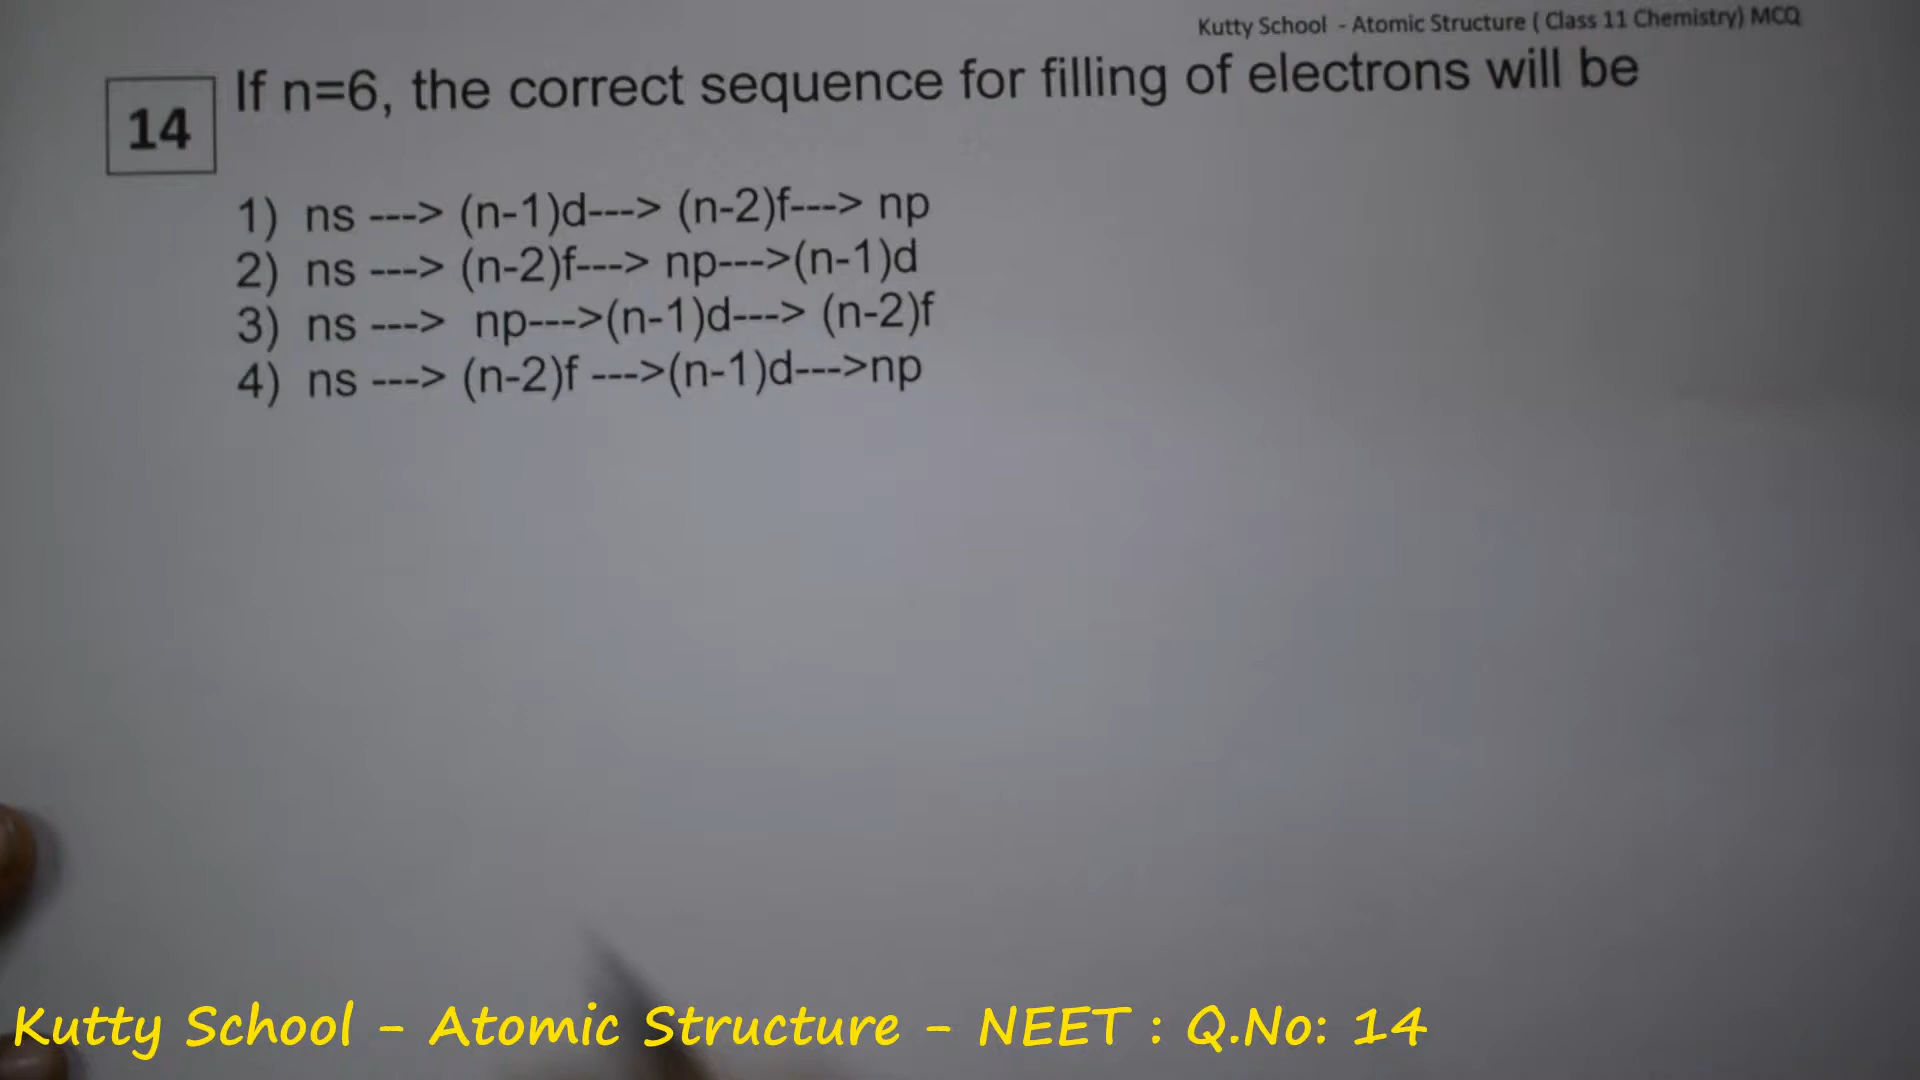 Kutty School - Atomic Structure ( Class 11 Chemistry) MCQ
14
If n=6, the correct sequence for filling of electrons will be
1) ns ---> (n-1)d---> (n-2)f---> np
2) ns ---> (n-2)f---> np--->(n-1)d
3) ns ---> np--->(n-1)d---> (n-2)f
4) ns ---> (n-2)f --->(n-1)d--->np
Kutty School - Atomic Structure - NEET : Q.No: 14